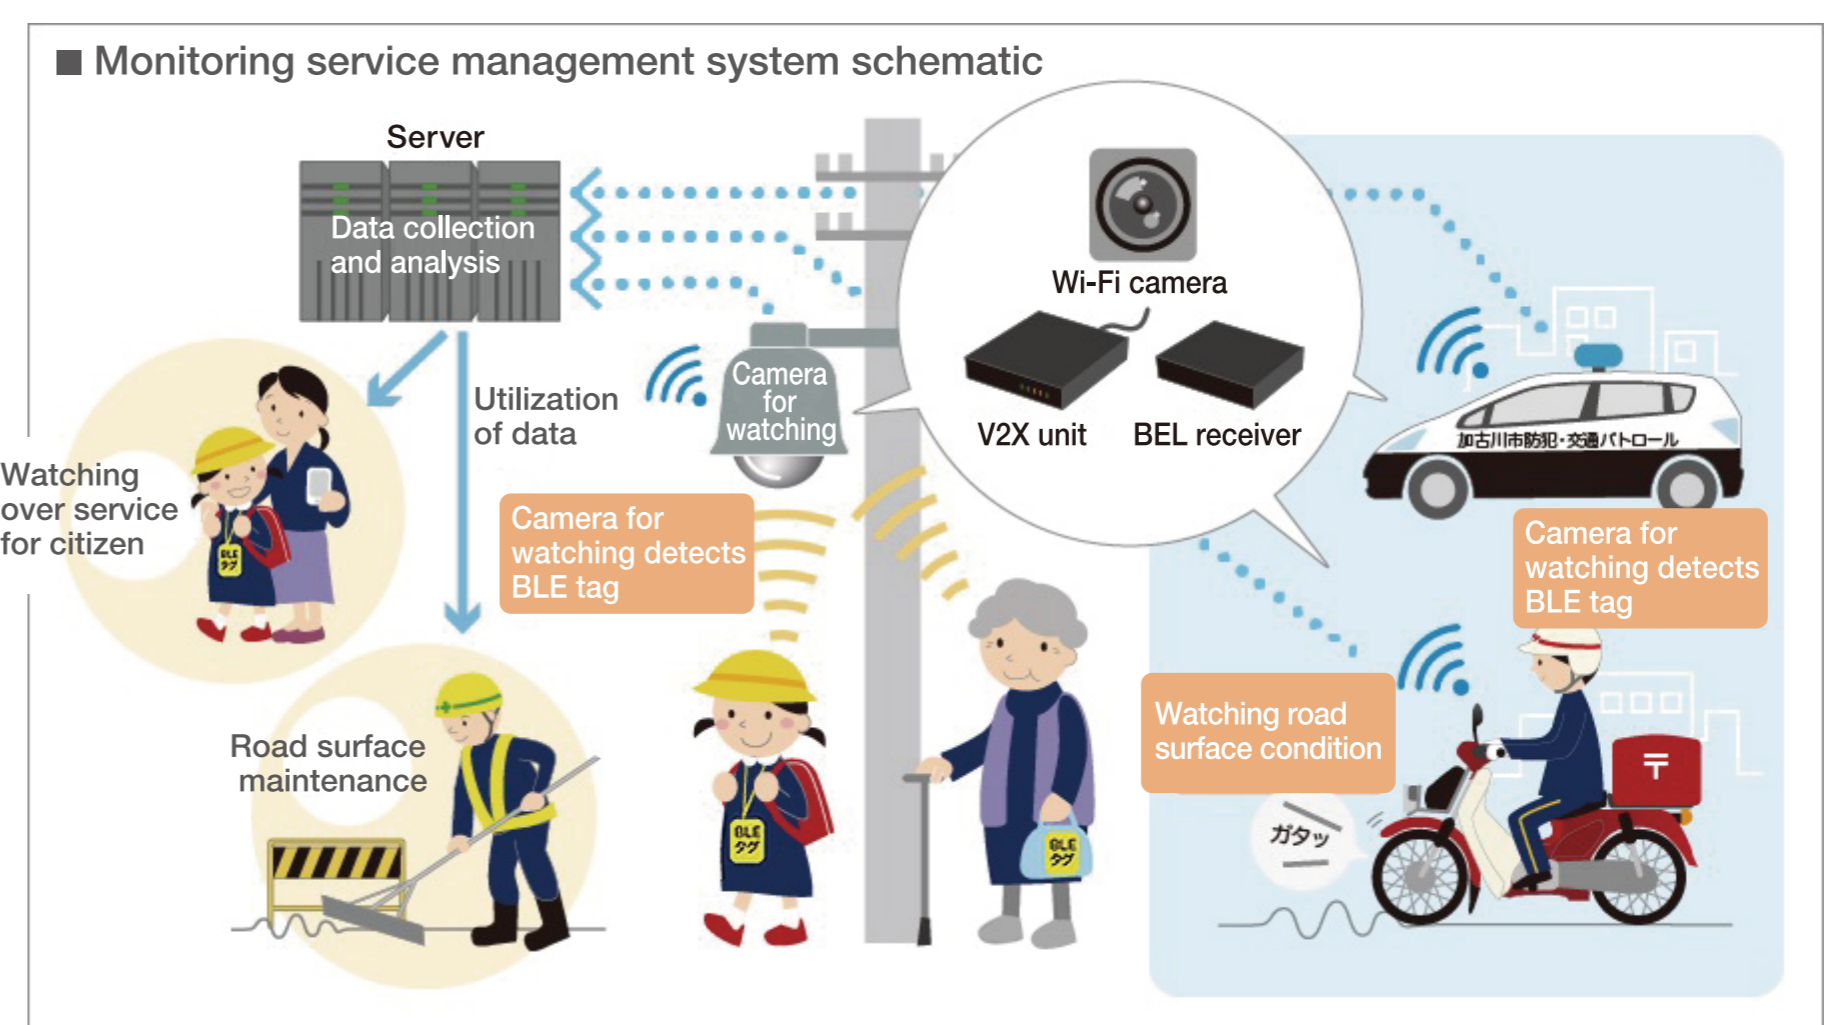 ■ Monitoring service management system schematic
Server
Data collection
and analysis
Wi-Fi camera
V2X unit
BEL receiver
Camera
for
watching
Utilization
of data
Watching
over service
for citizen
BLE
タグ
Camera for
watching detects
BLE tag
加古川市防犯・交通パトロール
Camera for
watching detects
BLE tag
Road surface
maintenance
BLE
タグ
BLE
タグ
Watching road
surface condition
ガタッ
〒